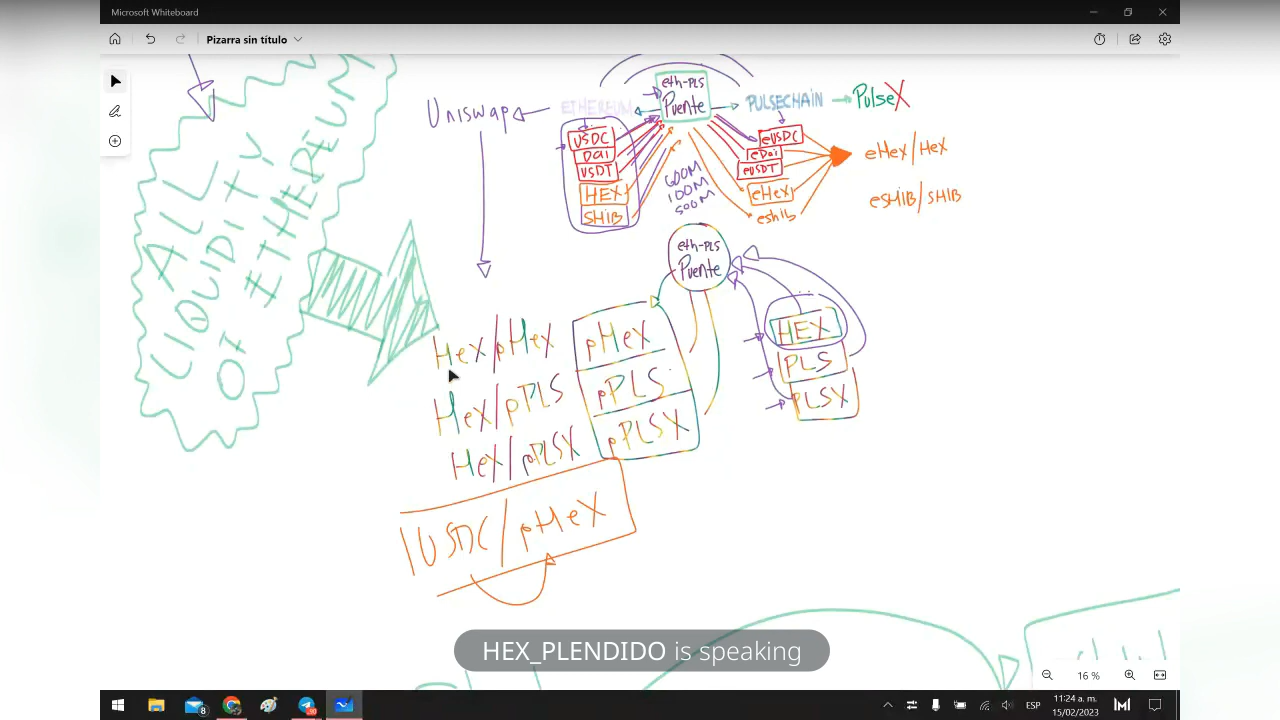 Microsoft Whiteboard
Pizarra sin título
Uniswap
ETHEREUM
eth-pls
Puente
PULSECHAIN
PulseX
USDC
Dai
USDT
HEX
SHIB
600M
100M
500M
eUSDC
eDai
eUSDT
eHex
eshib
eHex/Hex
eSHIB/SHIB
ALL
LIQUIDITY
OF ETHEREUM
eth-PLS
Puente
HEX
PLS
PLSX
Hex/pHex
pHex
Hex/pPLS
pPLS
Hex/pPLSX
pPLSX
USDC/pHeX
HEX_PLENDIDO is speaking
16 %
8
ESP
11:24 a. m.
15/02/2023